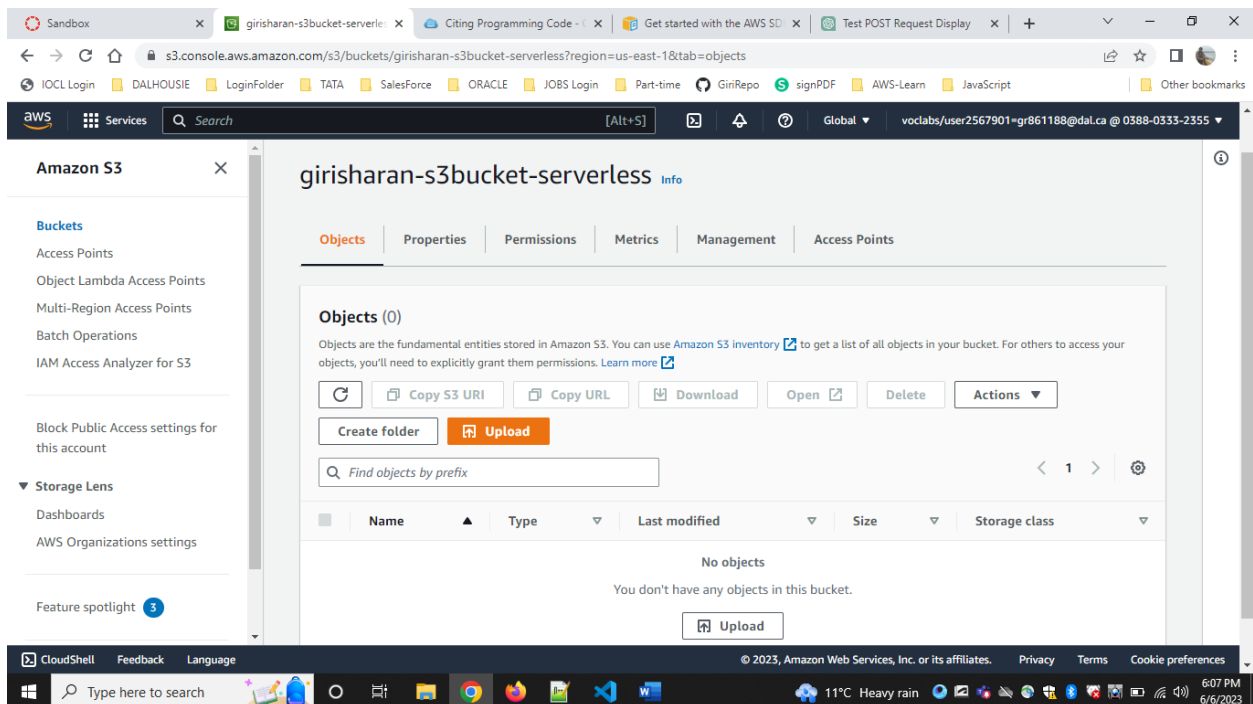 Sandbox
girisharan-s3bucket-serverle
Citing Programming Code - C
Get started with the AWS SD
Test POST Request Display
s3.console.aws.amazon.com/s3/buckets/girisharan-s3bucket-serverless?region=us-east-1&tab=objects
IOCL Login DALHOUSIE LoginFolder TATA SalesForce ORACLE JOBS Login Part-time GiriRepo signPDF AWS-Learn JavaScript Other bookmarks
aws Services Search [Alt+S] Global voclabs/user2567901=gr861188@dal.ca @ 0388-0333-2355
Amazon S3
Buckets
Access Points
Object Lambda Access Points
Multi-Region Access Points
Batch Operations
IAM Access Analyzer for S3
Block Public Access settings for
this account
Storage Lens
Dashboards
AWS Organizations settings
Feature spotlight 3
girisharan-s3bucket-serverless Info
Objects Properties Permissions Metrics Management Access Points
Objects (0)
Objects are the fundamental entities stored in Amazon S3. You can use Amazon S3 inventory to get a list of all objects in your bucket. For others to access your
objects, you'll need to explicitly grant them permissions. Learn more
Copy S3 URI Copy URL Download Open Delete Actions
Create folder Upload
Find objects by prefix
1
Name Type Last modified Size Storage class
No objects
You don't have any objects in this bucket.
Upload
CloudShell Feedback Language © 2023, Amazon Web Services, Inc. or its affiliates. Privacy Terms Cookie preferences
Type here to search 11°C Heavy rain 6:07 PM
6/6/2023